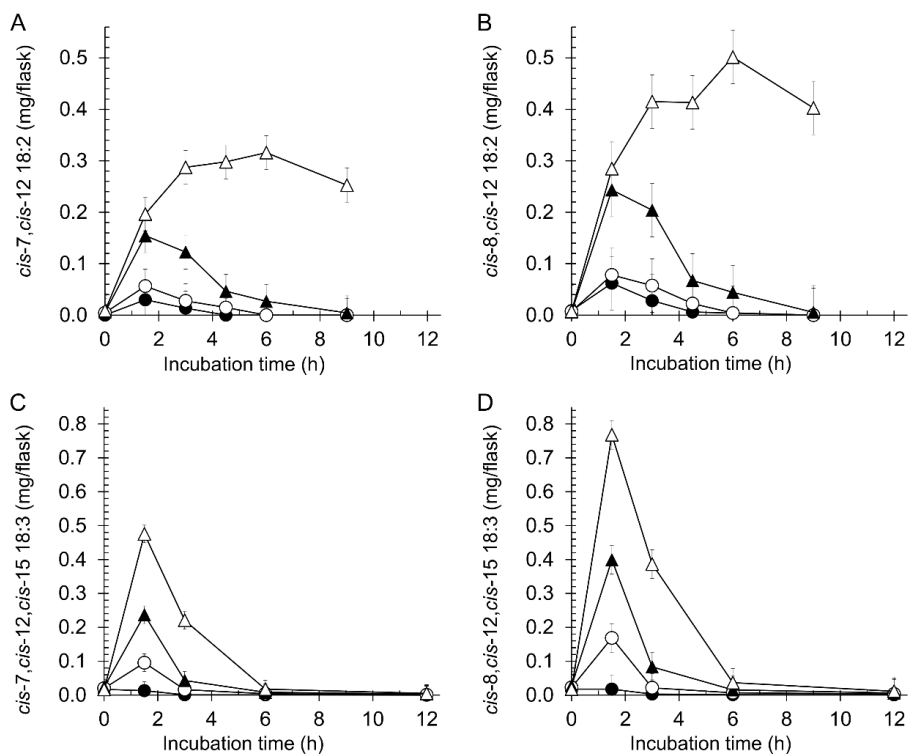 A
cis-7,cis-12 18:2 (mg/flask)
0.5
0.4
0.3
0.2
0.1
0.0
0 2 4 6 8 10 12
Incubation time (h)
B
cis-8,cis-12 18:2 (mg/flask)
0.5
0.4
0.3
0.2
0.1
0.0
0 2 4 6 8 10 12
Incubation time (h)
C
cis-7,cis-12,cis-15 18:3 (mg/flask)
0.8
0.7
0.6
0.5
0.4
0.3
0.2
0.1
0.0
0 2 4 6 8 10 12
Incubation time (h)
D
cis-8,cis-12,cis-15 18:3 (mg/flask)
0.8
0.7
0.6
0.5
0.4
0.3
0.2
0.1
0.0
0 2 4 6 8 10 12
Incubation time (h)